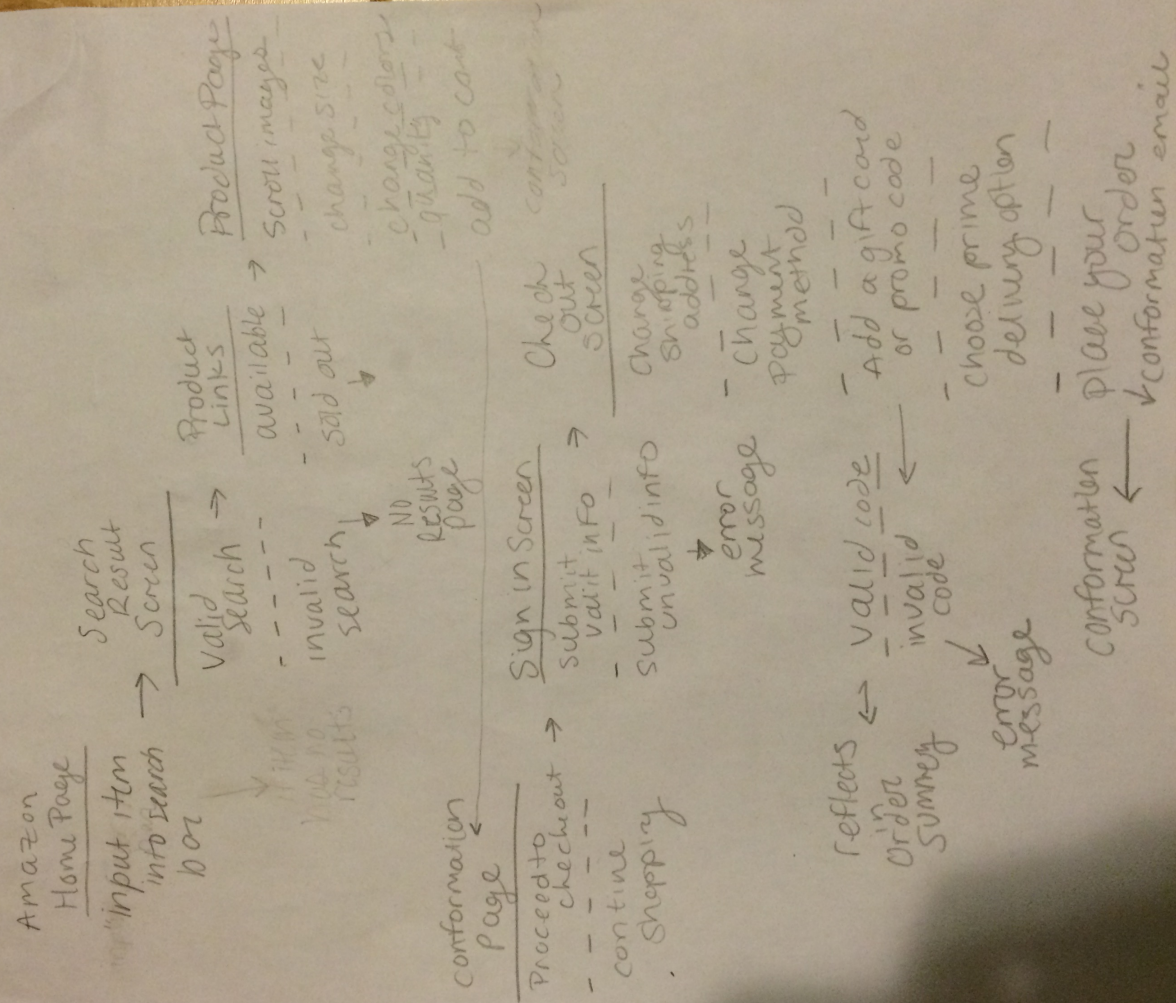 Amazon
Home Page
input item
into search
bar
Search
Result
Screen
valid
search
invalid
search
NO
Results
page
Product
Links
available
sold out
Product Page
Scroll images
change size
change colors
quanity
add to cart
conformation
Page
Proceed to
checkout
contine
shopping
Sign in Screen
submit
valit info
submit
unvalid info
error
message
Check
out
screen
change
shipping
address
change
payment
method
Add a gift card
or promo code
valid code
invalid
code
error
message
reflects
in
order
summry
choose prime
delivery option
place your
order
conformation email
conformation
screen